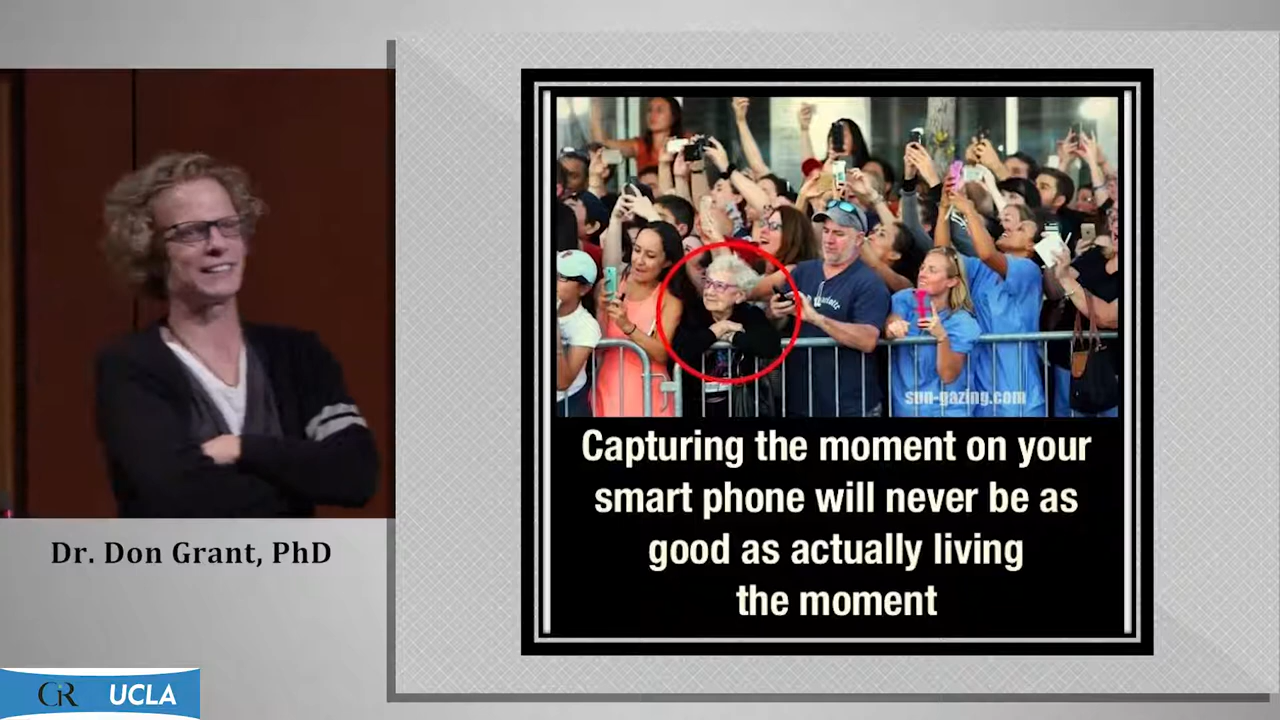 sun-gazing.com
Capturing the moment on your
smart phone will never be as
good as actually living
the moment
Dr. Don Grant, PhD
CR
UCLA